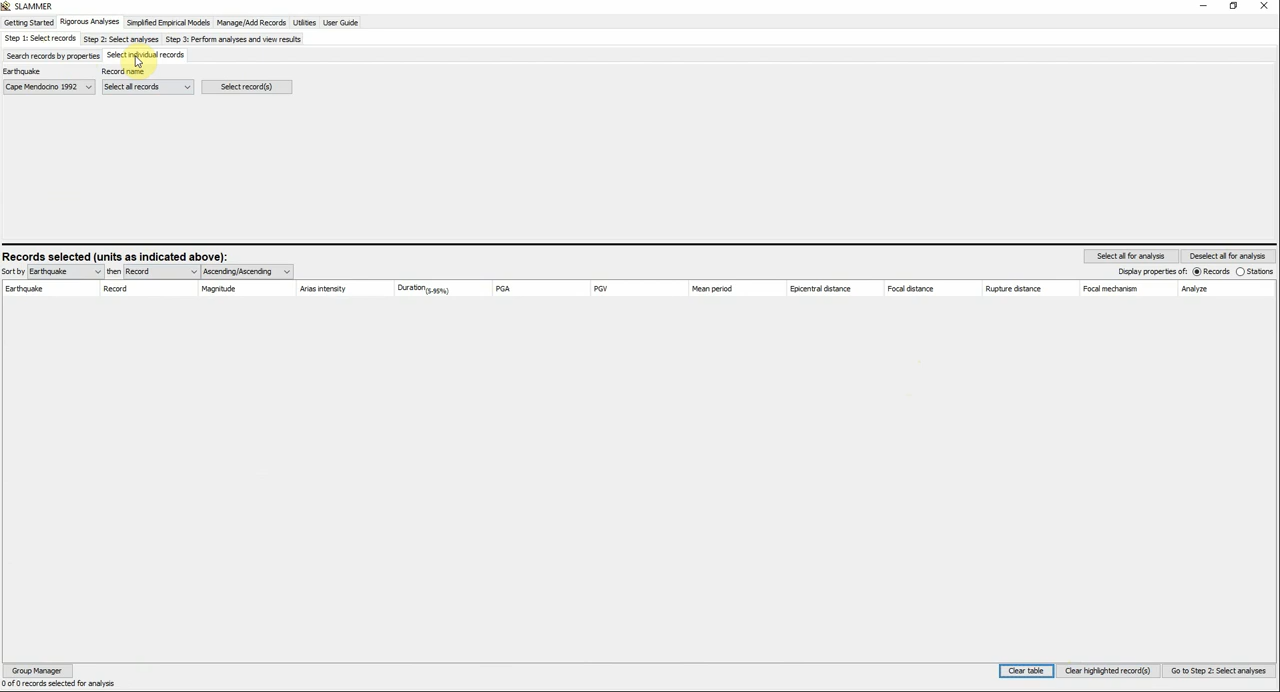 SLAMMER
Getting Started Rigorous Analyses Simplified Empirical Models Manage/Add Records Utilities User Guide
Step 1: Select records Step 2: Select analyses Step 3: Perform analyses and view results
Search records by properties Select individual records
Earthquake Record name
Cape Mendocino 1992 Select all records Select record(s)
Records selected (units as indicated above): Select all for analysis Deselect all for analysis
Sort by Earthquake then Record Ascending/Ascending Display properties of: Records Stations
Earthquake Record Magnitude Arias intensity Duration(5-95%) PGA PGV Mean period Epicentral distance Focal distance Rupture distance Focal mechanism Analyze
Group Manager Clear table Clear highlighted record(s) Go to Step 2: Select analyses
0 of 0 records selected for analysis